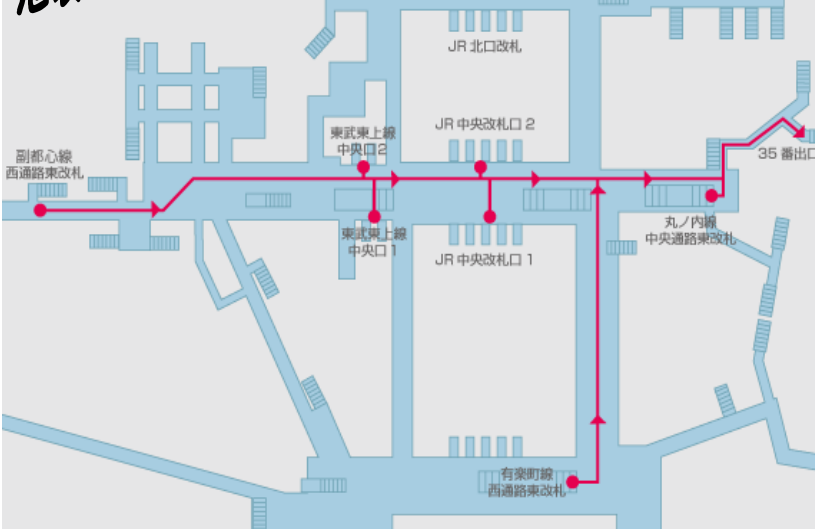 JR 北口改札
東武東上線
中央口2
JR 中央改札口 2
副都心線
西通路東改札
35 番出口
東武東上線
中央口 1
JR 中央改札口 1
丸ノ内線
中央通路東改札
有楽町線
西通路東改札